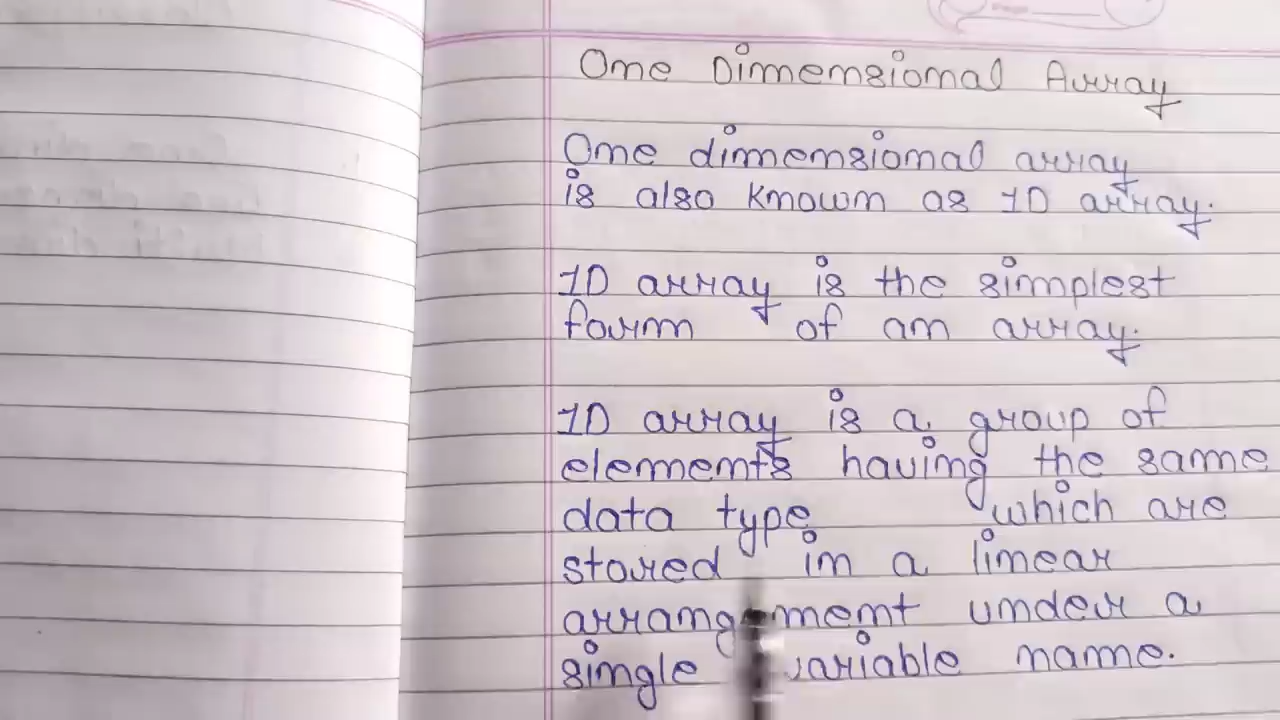 One Dimensional Array
One dimensional array
is also known as 1D array.
1D array is the simplest
form of an array.
1D array is a group of
elements having the same
data type which are
stored in a linear
arrangement under a
single variable name.